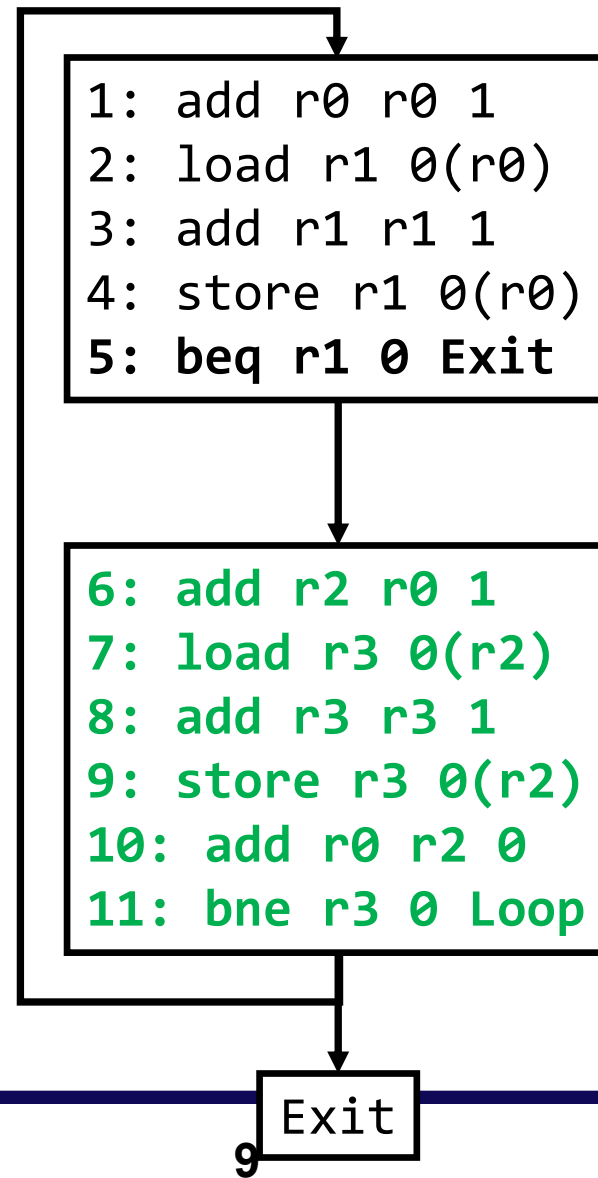 1: add r0 r0 1
2: load r1 0(r0)
3: add r1 r1 1
4: store r1 0(r0)
5: beq r1 0 Exit
6: add r2 r0 1
7: load r3 0(r2)
8: add r3 r3 1
9: store r3 0(r2)
10: add r0 r2 0
11: bne r3 0 Loop
Exit
9